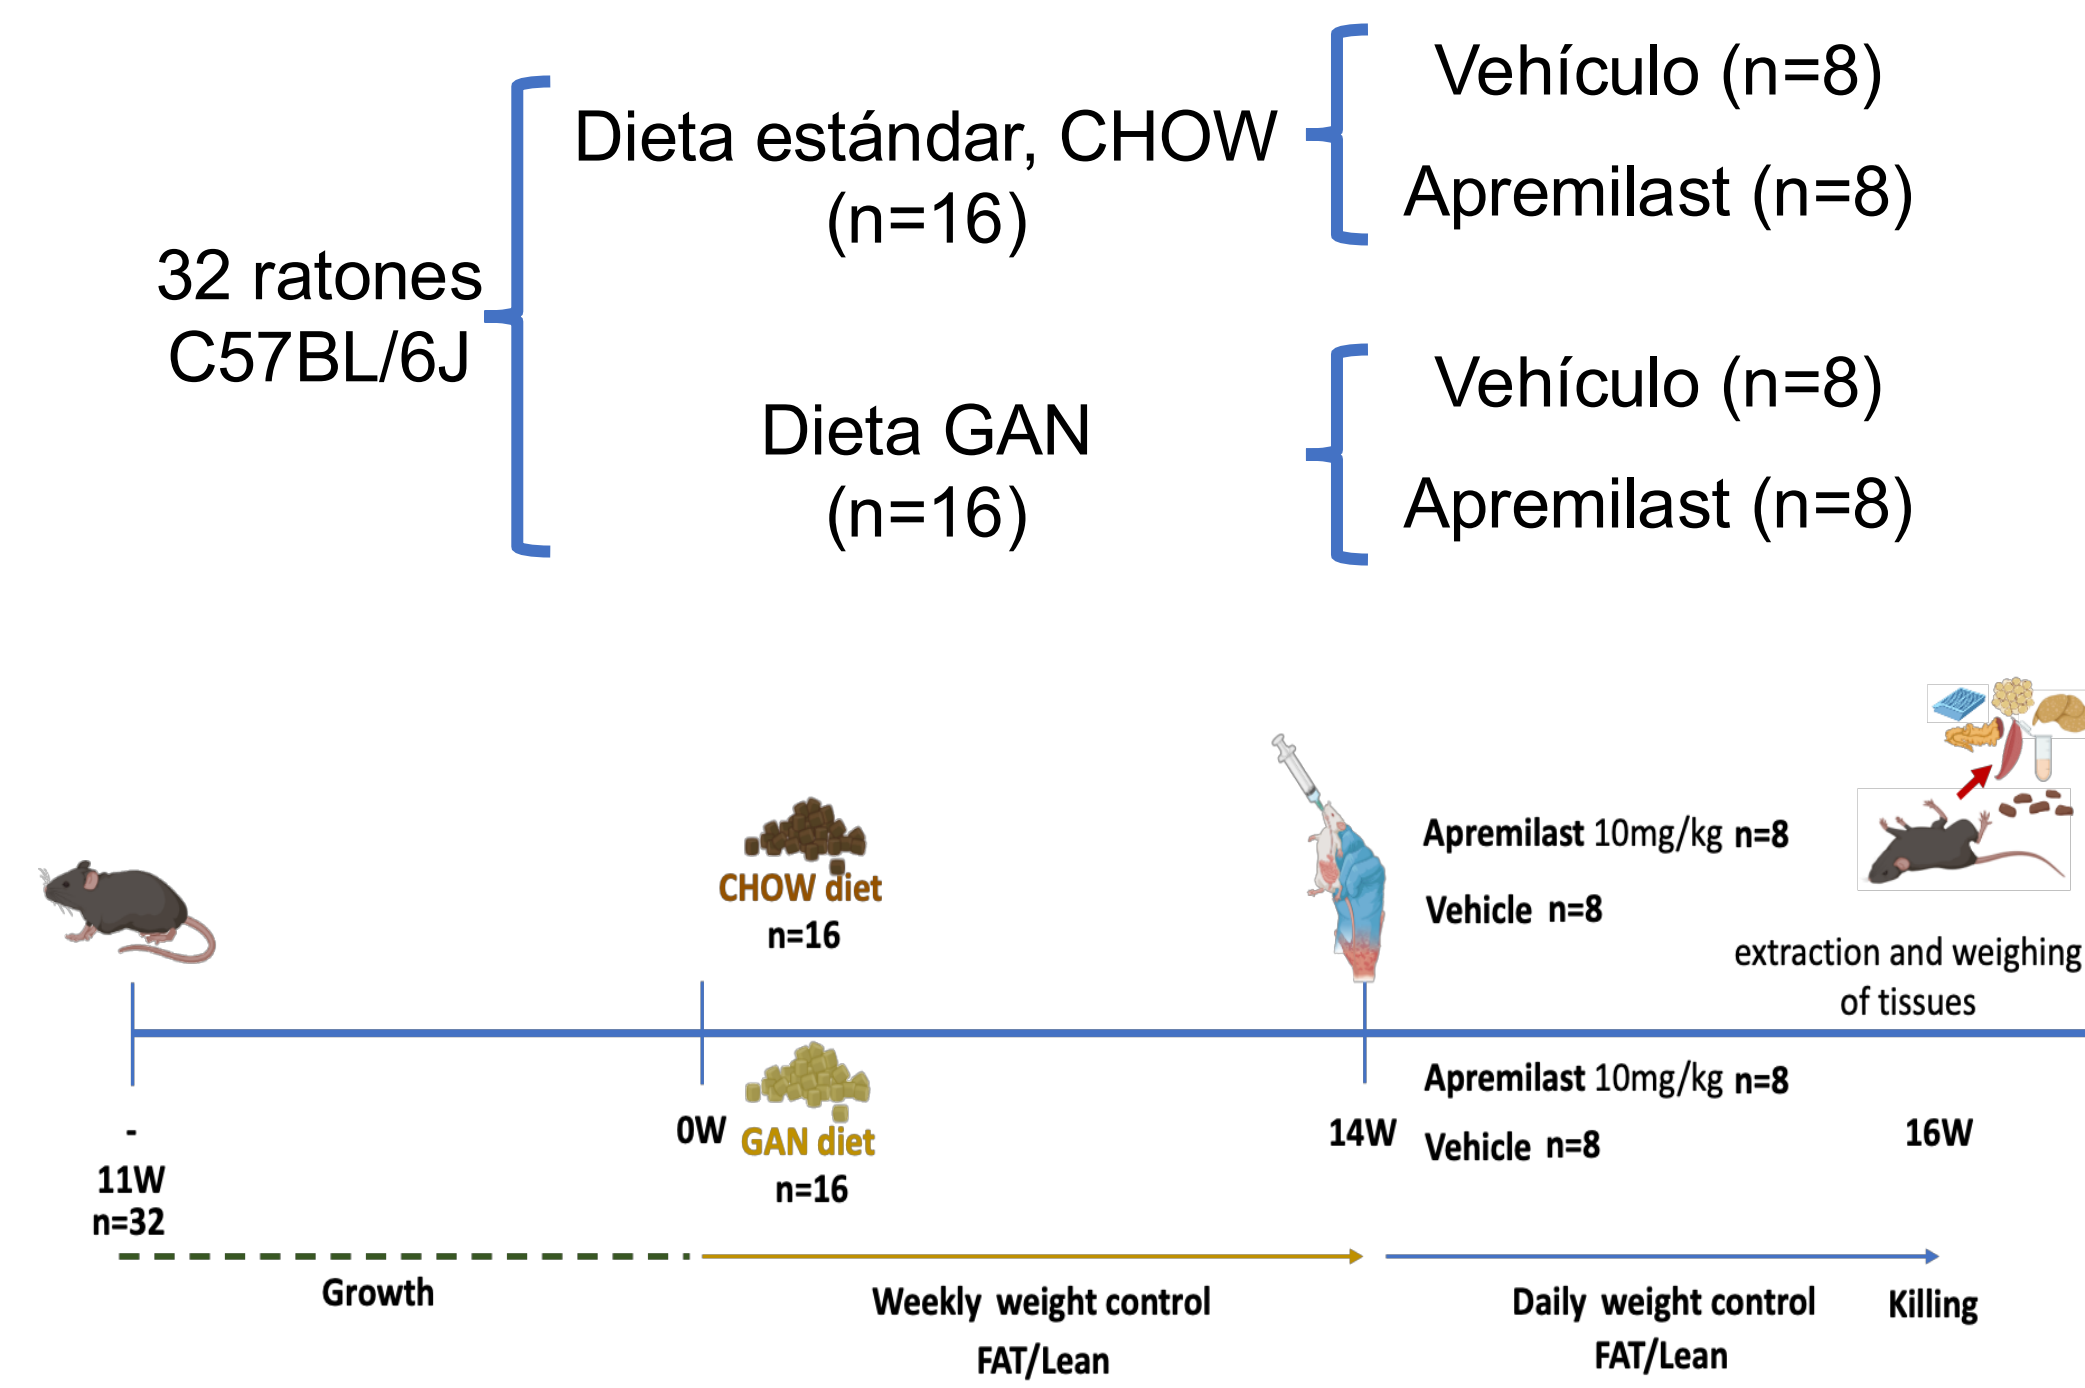 32 ratones
C57BL/6J
Dieta estándar, CHOW
(n=16)
Vehículo (n=8)
Apremilast (n=8)
Dieta GAN
(n=16)
Vehículo (n=8)
Apremilast (n=8)
CHOW diet
n=16
Apremilast 10mg/kg n=8
Vehicle n=8
extraction and weighing
of tissues
-
11W
n=32
0W
GAN diet
n=16
14W
Apremilast 10mg/kg n=8
Vehicle n=8
16W
Growth
Weekly weight control
FAT/Lean
Daily weight control
FAT/Lean
Killing